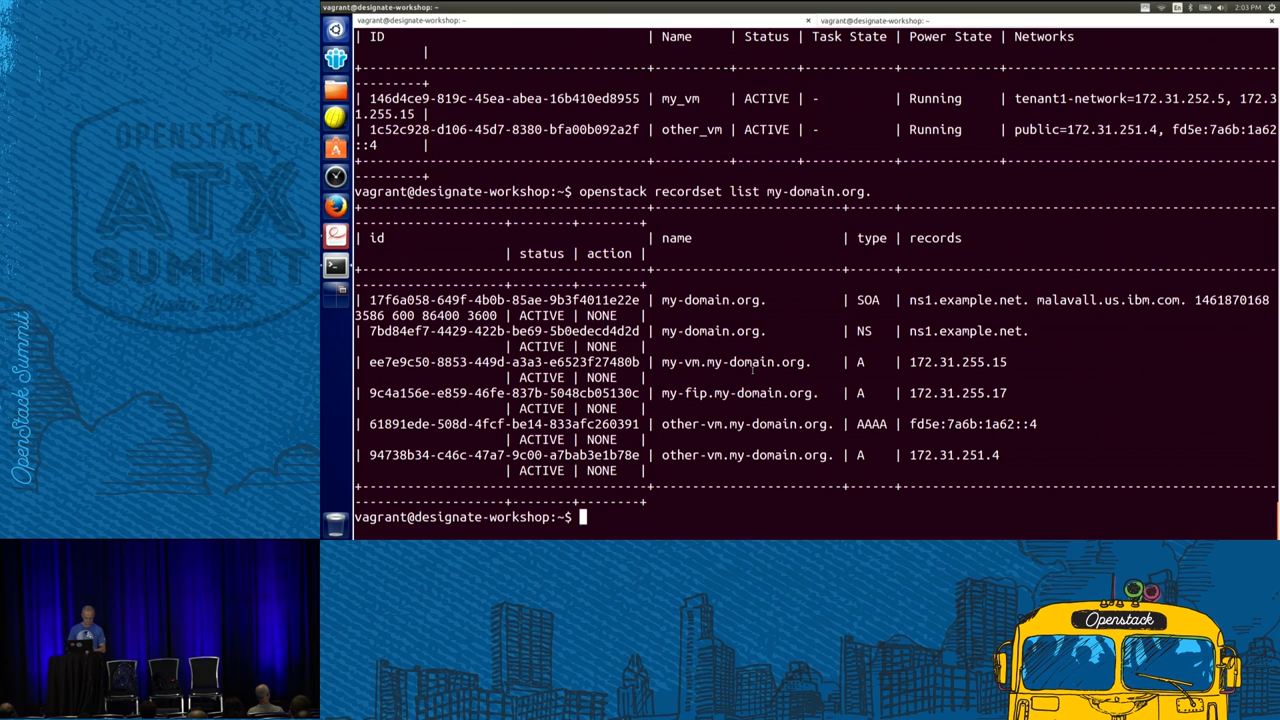 vagrant@designate-workshop: ~
2:03 PM
vagrant@designate-workshop: ~
vagrant@designate-workshop: ~
| ID | Name | Status | Task State | Power State | Networks
|
| 146d4ce9-819c-45ea-abea-16b410ed8955 | my_vm | ACTIVE | - | Running | tenant1-network=172.31.252.5, 172.3
1.255.15 |
| 1c52c928-d106-45d7-8380-bfa00b092a2f | other_vm | ACTIVE | - | Running | public=172.31.251.4, fd5e:7a6b:1a62
::4 |
vagrant@designate-workshop:~$ openstack recordset list my-domain.org.
| id | name | type | records
| status | action |
| 17f6a058-649f-4b0b-85ae-9b3f4011e22e | my-domain.org. | SOA | ns1.example.net. malavall.us.ibm.com. 1461870168
3586 600 86400 3600 | ACTIVE | NONE |
| 7bd84ef7-4429-422b-be69-5b0edecd4d2d | my-domain.org. | NS | ns1.example.net.
| ACTIVE | NONE |
| ee7e9c50-8853-449d-a3a3-e6523f27480b | my-vm.my-domain.org. | A | 172.31.255.15
| ACTIVE | NONE |
| 9c4a156e-e859-46fe-837b-5048cb05130c | my-fip.my-domain.org. | A | 172.31.255.17
| ACTIVE | NONE |
| 61891ede-508d-4fcf-be14-833afc260391 | other-vm.my-domain.org. | AAAA | fd5e:7a6b:1a62::4
| ACTIVE | NONE |
| 94738b34-c46c-47a7-9c00-a7bab3e1b78e | other-vm.my-domain.org. | A | 172.31.251.4
| ACTIVE | NONE |
vagrant@designate-workshop:~$
OPENSTACK
ATX
SUMMIT
OpenStack Summit
Openstack